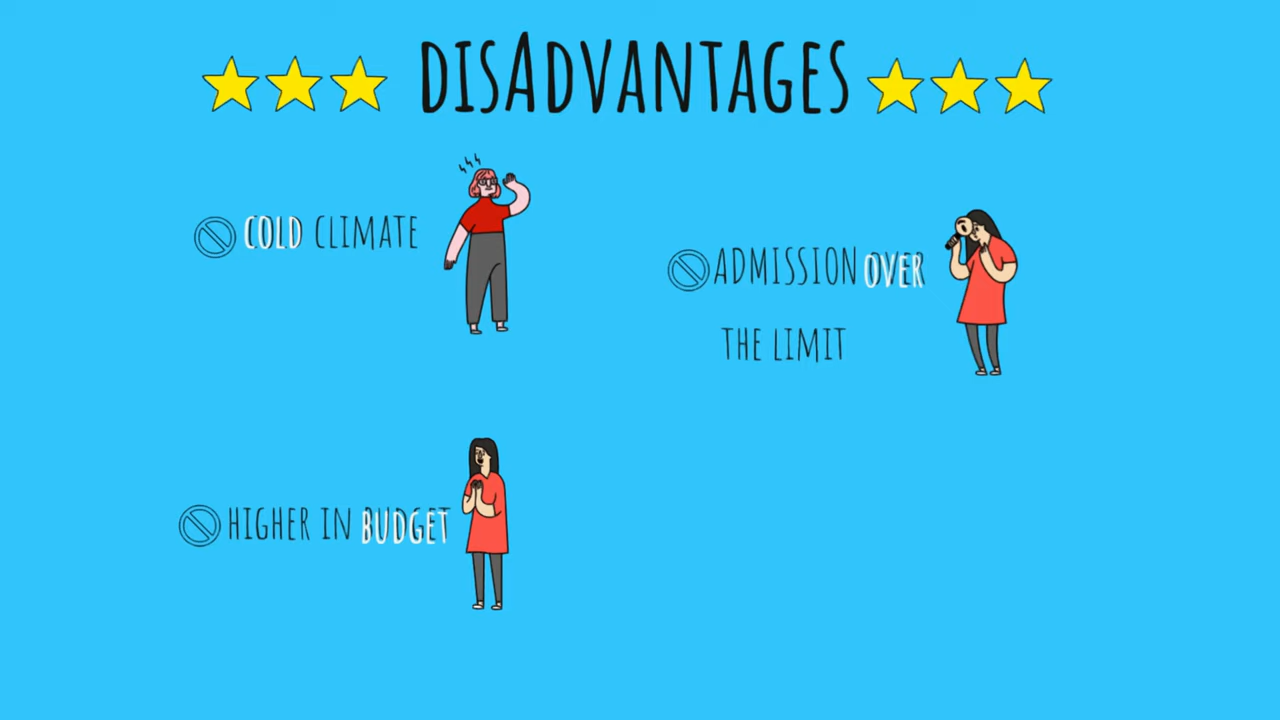 DISADVANTAGES
COLD CLIMATE
ADMISSION OVER
THE LIMIT
HIGHER IN BUDGET